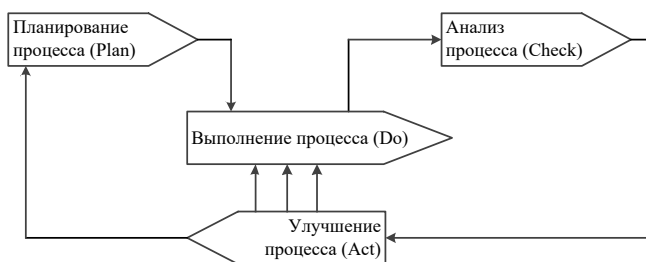 Планирование
процесса (Plan)
Анализ
процесса (Check)
Выполнение процесса (Do)
Улучшение
процесса (Act)